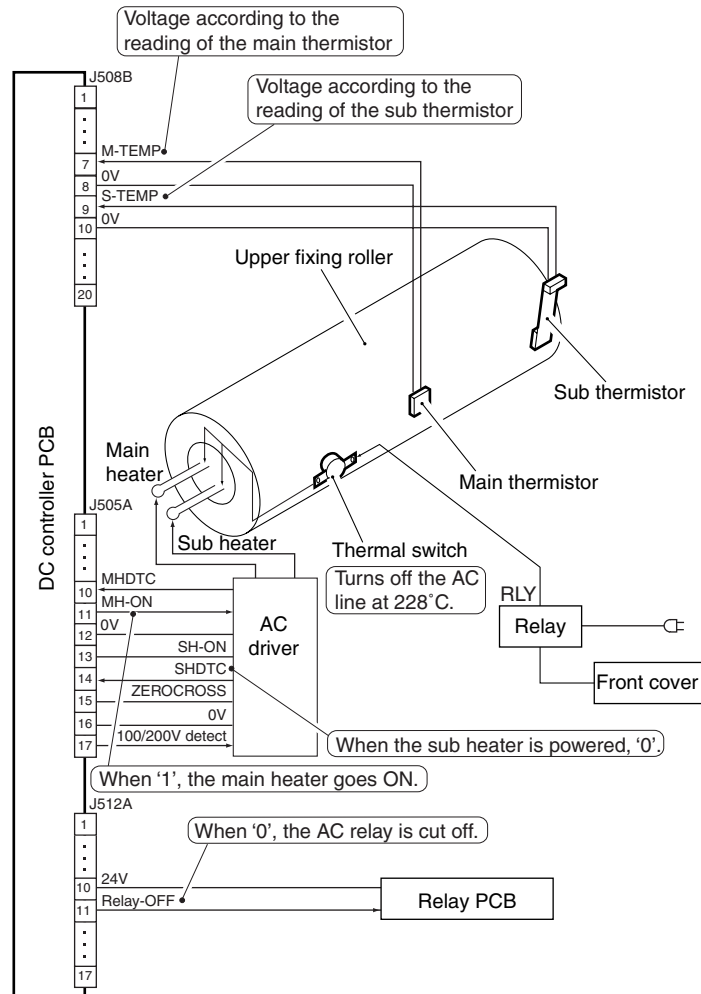 Voltage according to the
reading of the main thermistor
J508B
Voltage according to the
reading of the sub thermistor
1
M-TEMP
7
0V
8
S-TEMP
9
0V
10
20
Upper fixing roller
Sub thermistor
Main thermistor
Main
heater
Sub heater
Thermal switch
Turns off the AC
line at 228˚C.
DC controller PCB
J505A
1
MHDTC
10
MH-ON
11
0V
12
SH-ON
13
SHDTC
14
ZEROCROSS
15
0V
16
100/200V detect
17
AC
driver
RLY
Relay
Front cover
When the sub heater is powered, ‘0’.
When ‘1’, the main heater goes ON.
J512A
1
When ‘0’, the AC relay is cut off.
24V
10
Relay-OFF
11
Relay PCB
17